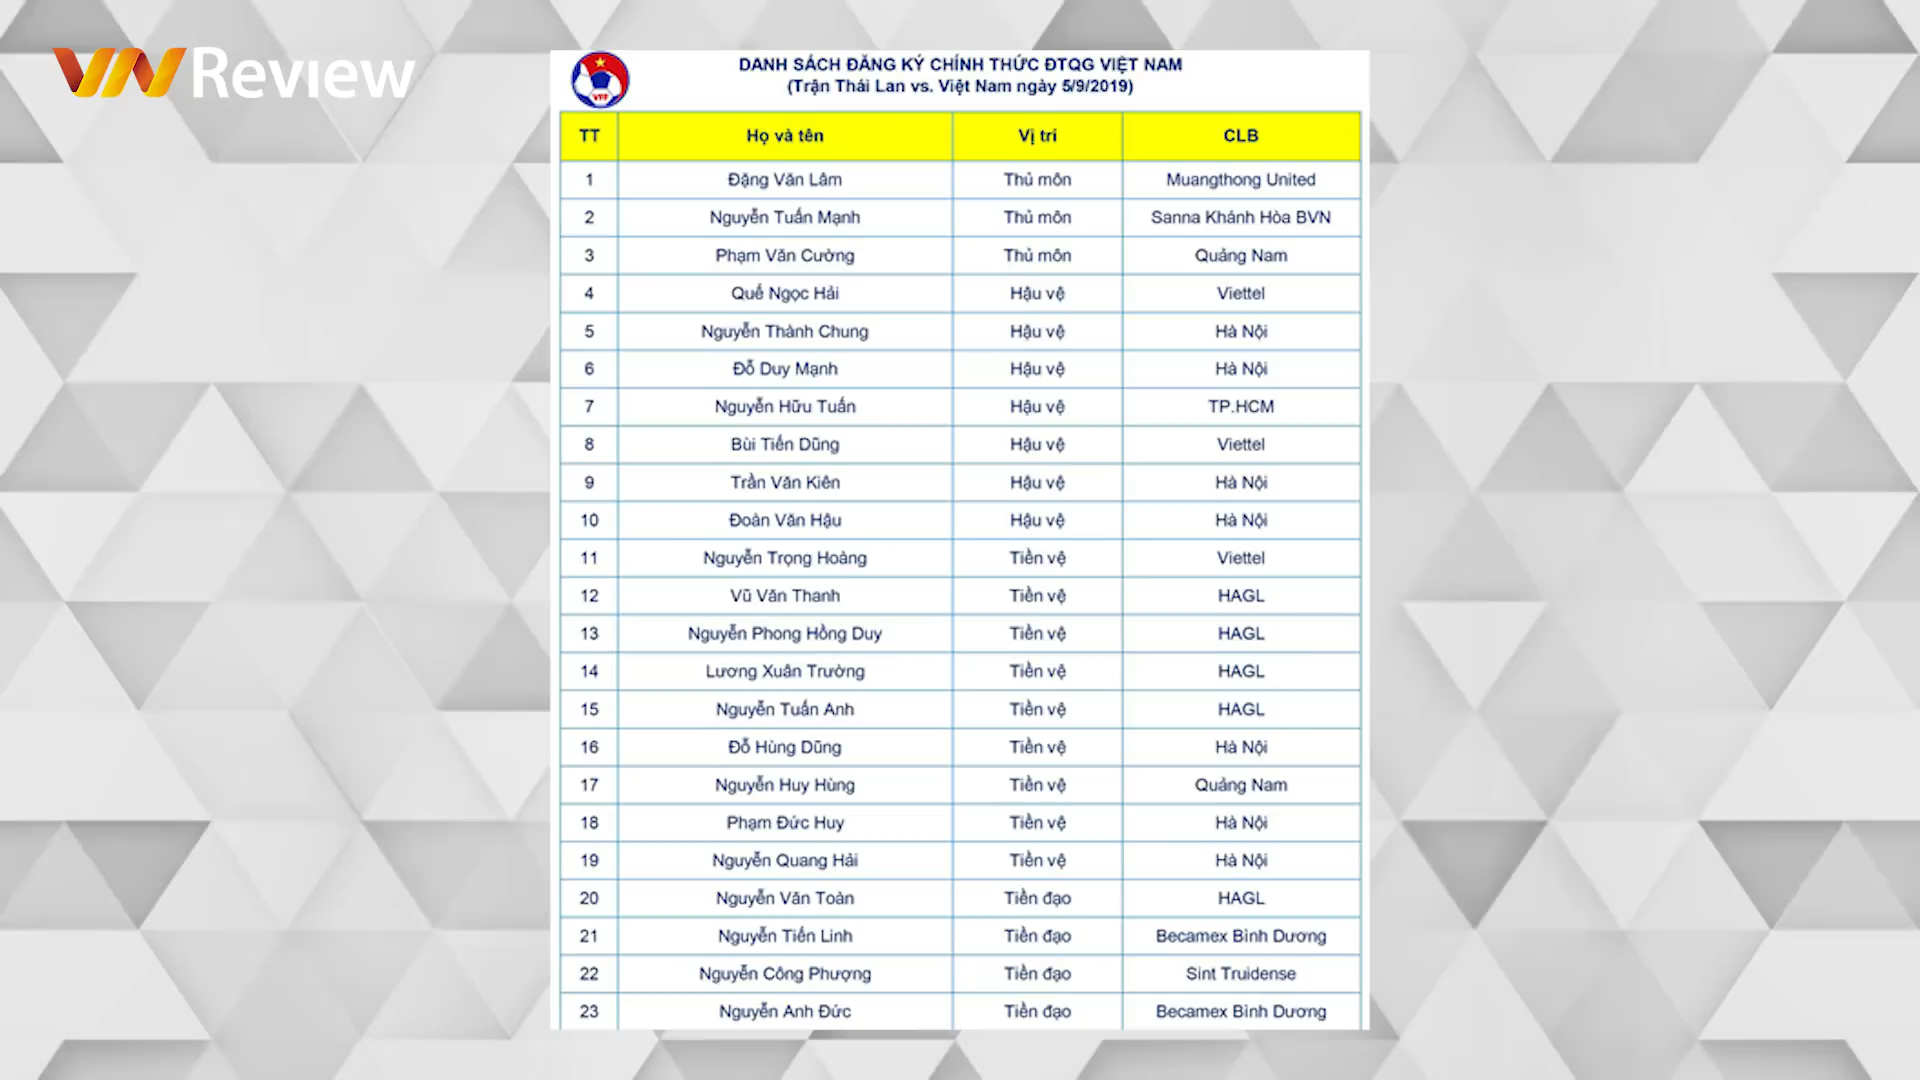 VN Review
DANH SÁCH ĐĂNG KÝ CHÍNH THỨC ĐTQG VIỆT NAM
(Trận Thái Lan vs. Việt Nam ngày 5/9/2019)
VFF
TT Họ và tên Vị trí CLB
1 Đặng Văn Lâm Thủ môn Muangthong United
2 Nguyễn Tuấn Mạnh Thủ môn Sanna Khánh Hòa BVN
3 Phạm Văn Cường Thủ môn Quảng Nam
4 Quế Ngọc Hải Hậu vệ Viettel
5 Nguyễn Thành Chung Hậu vệ Hà Nội
6 Đỗ Duy Mạnh Hậu vệ Hà Nội
7 Nguyễn Hữu Tuấn Hậu vệ TP.HCM
8 Bùi Tiến Dũng Hậu vệ Viettel
9 Trần Văn Kiên Hậu vệ Hà Nội
10 Đoàn Văn Hậu Hậu vệ Hà Nội
11 Nguyễn Trọng Hoàng Tiền vệ Viettel
12 Vũ Văn Thanh Tiền vệ HAGL
13 Nguyễn Phong Hồng Duy Tiền vệ HAGL
14 Lương Xuân Trường Tiền vệ HAGL
15 Nguyễn Tuấn Anh Tiền vệ HAGL
16 Đỗ Hùng Dũng Tiền vệ Hà Nội
17 Nguyễn Huy Hùng Tiền vệ Quảng Nam
18 Phạm Đức Huy Tiền vệ Hà Nội
19 Nguyễn Quang Hải Tiền vệ Hà Nội
20 Nguyễn Văn Toàn Tiền đạo HAGL
21 Nguyễn Tiến Linh Tiền đạo Becamex Bình Dương
22 Nguyễn Công Phượng Tiền đạo Sint Truidense
23 Nguyễn Anh Đức Tiền đạo Becamex Bình Dương